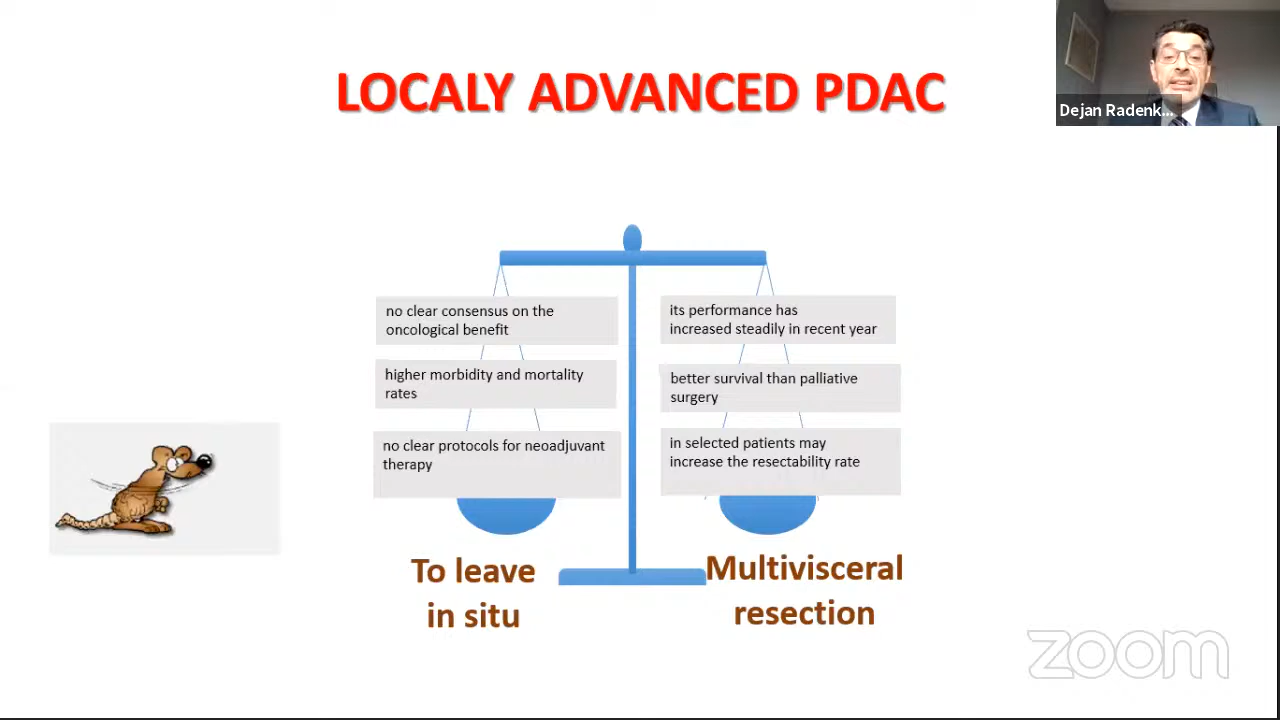 LOCALY ADVANCED PDAC
Dejan Radenk...
no clear consensus on the
oncological benefit
higher morbidity and mortality
rates
no clear protocols for neoadjuvant
therapy
its performance has
increased steadily in recent year
better survival than palliative
surgery
in selected patients may
increase the resectability rate
To leave
in situ
Multivisceral
resection
zoom